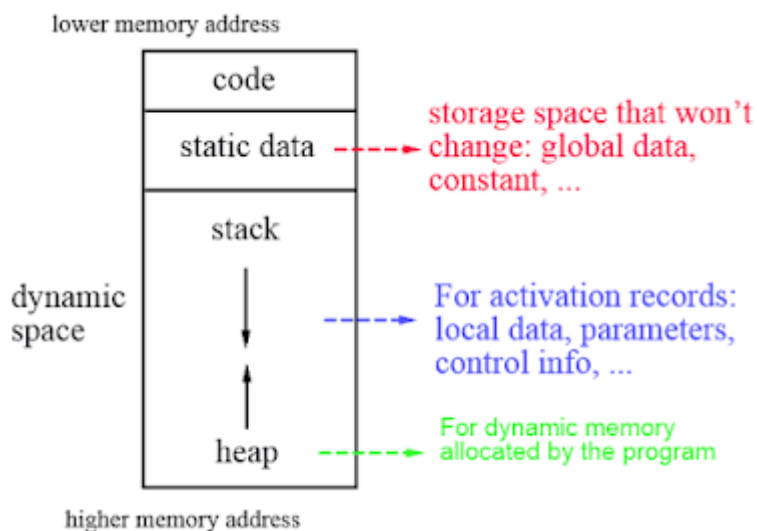 lower memory address
code
static data
storage space that won't
change: global data,
constant, ...
stack
dynamic
space
For activation records:
local data, parameters,
control info, ...
heap
For dynamic memory
allocated by the program
higher memory address